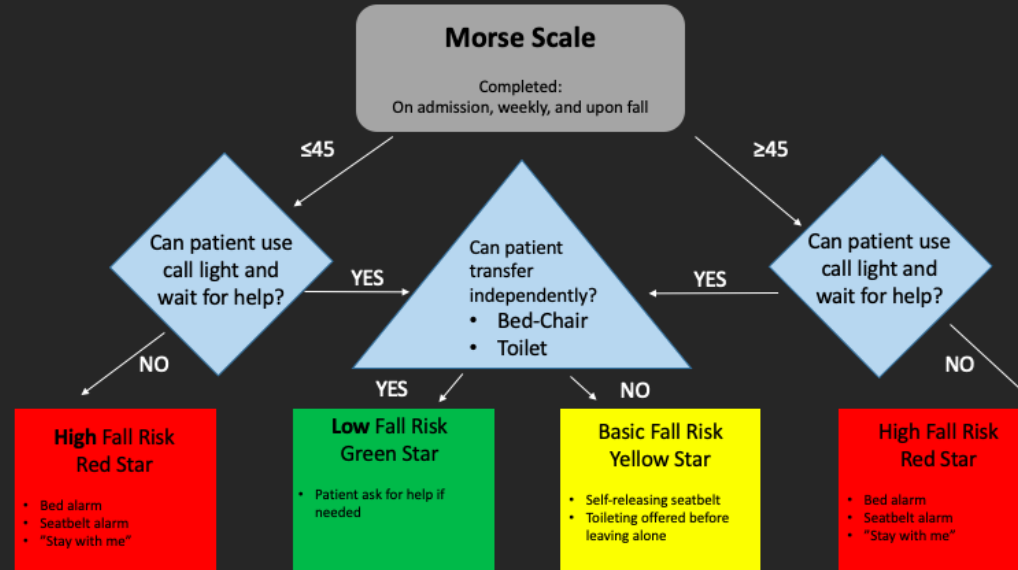 Morse Scale
Completed:
On admission, weekly, and upon fall
≤45
≥45
Can patient use
call light and
wait for help?
YES
NO
Can patient
transfer
independently?
• Bed-Chair
• Toilet
YES
NO
Can patient use
call light and
wait for help?
YES
NO
High Fall Risk
Red Star
• Bed alarm
• Seatbelt alarm
• "Stay with me"
Low Fall Risk
Green Star
• Patient ask for help if
needed
Basic Fall Risk
Yellow Star
• Self-releasing seatbelt
• Toileting offered before
leaving alone
High Fall Risk
Red Star
• Bed alarm
• Seatbelt alarm
• "Stay with me"